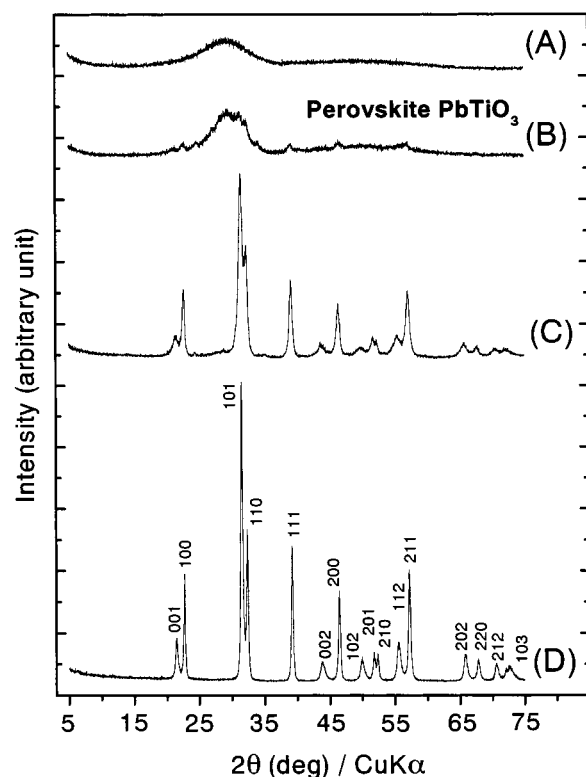 (A)
Perovskite PbTiO₃
(B)
(C)
101
110
111
100
001
002
200
102
201
210
112
211
202
220
212
103
(D)
Intensity (arbitrary unit)
5 15 25 35 45 55 65 75
2θ (deg) / CuKα